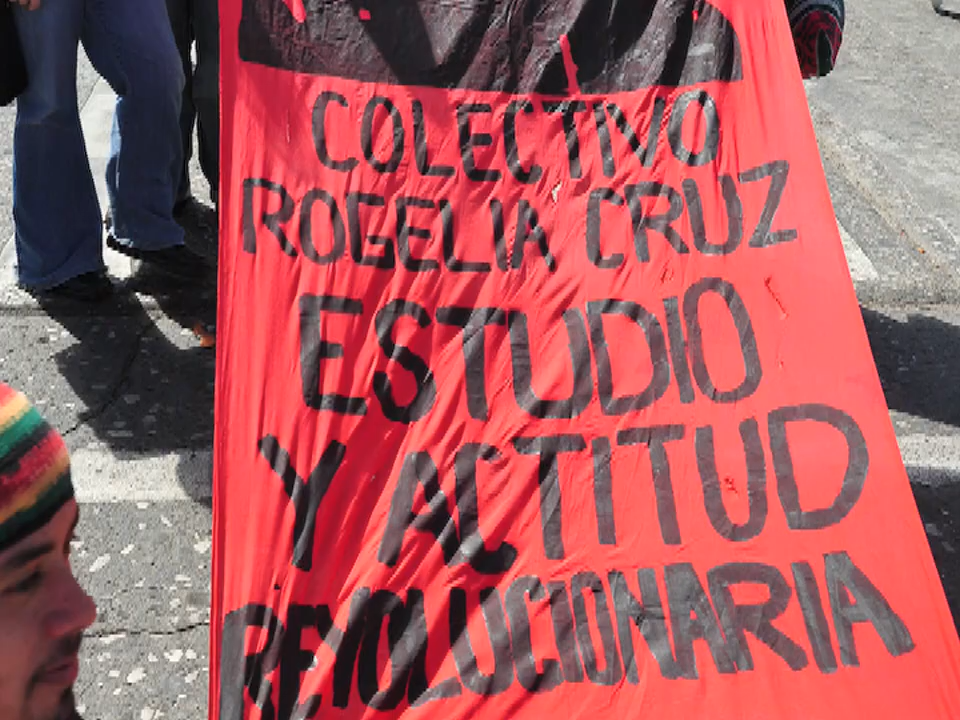 COLECTIVO
ROGELIA CRUZ
ESTUDIO
Y ACTITUD
REVOLUCIONARIA